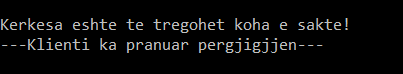 Kerkesa eshte te tregohet koha e sakte!
---Klienti ka pranuar pergjigjjen---